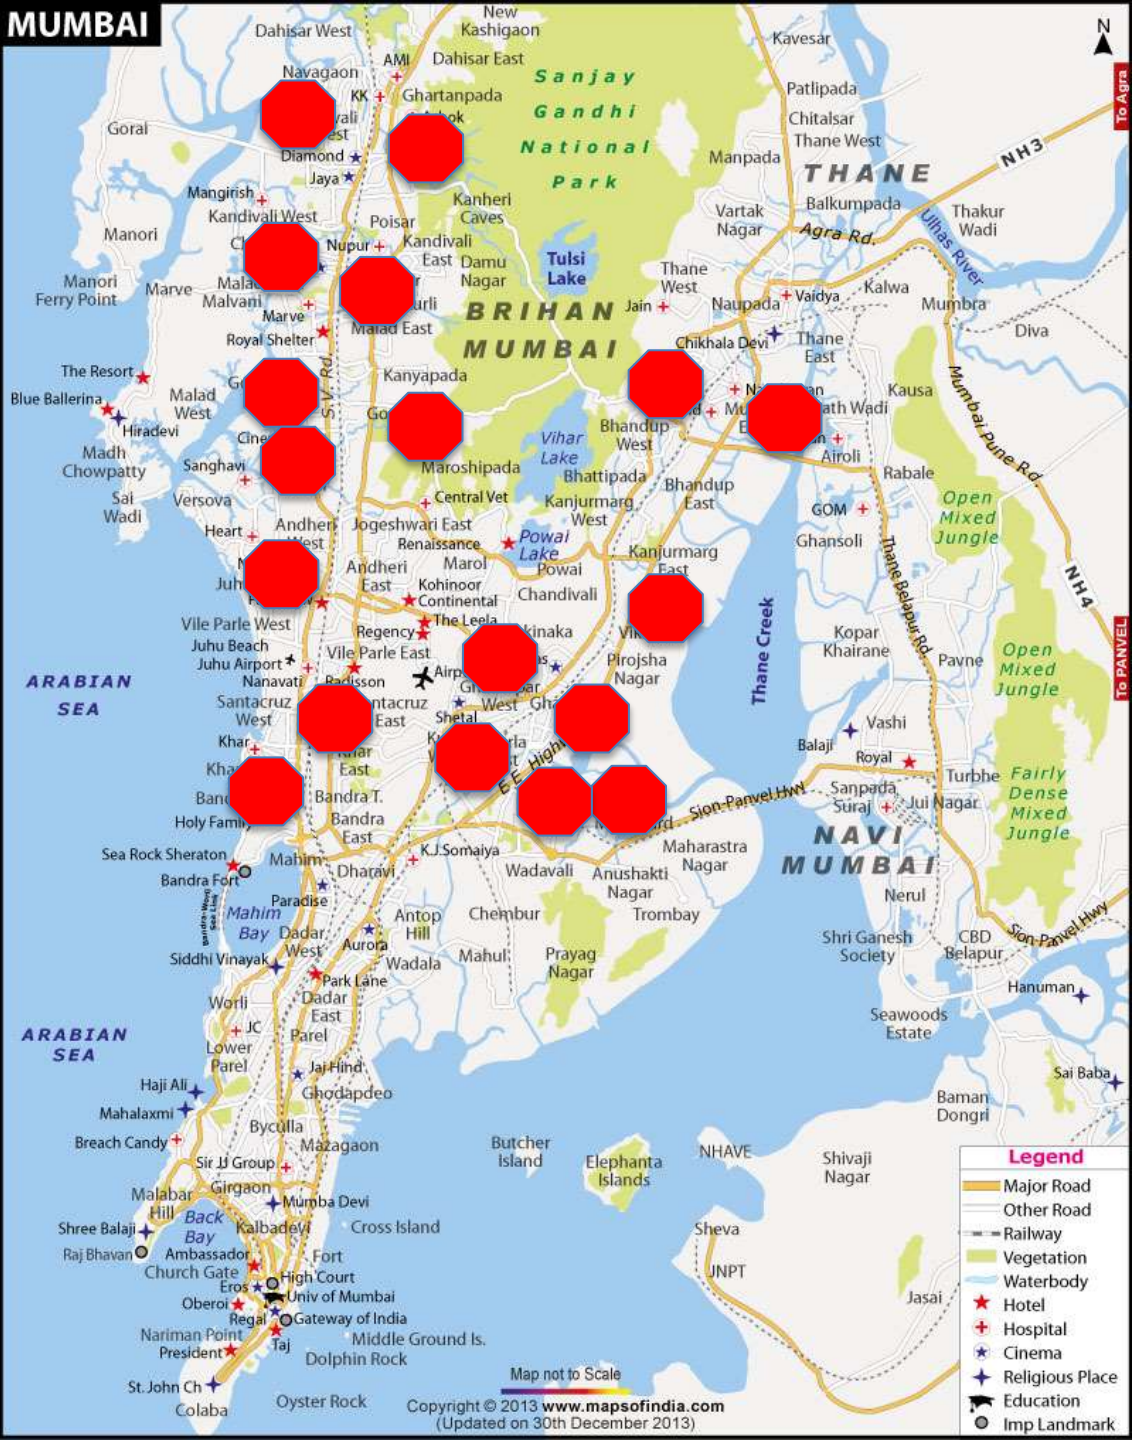 MUMBAI
New
Kashigaon
Dahisar West
N
Kavesar
AMI
Dahisar East
Navagaon
Sanjay
Gandhi
National
Park
KK
Ghartanpada
Patlipada
To Agra
Goral
Chitalsar
Thane West
NH3
Diamond
Manpada
THANE
Jaya
Mangirish
Kanheri
Caves
Balkumpada
Kandivali West
Poisar
Vartak
Nagar
Agra Rd.
Ulhas River
Thakur
Wadi
Manori
Nupur
Kandivali
East
Damu
Nagar
Tulsi
Lake
Manori
Ferry Point
Marve
Malvani
Marve
Thane
West
Jain
Naupada
Vaidya
Kalwa
Mumbra
BRIHAN
MUMBAI
Malad East
Royal Shelter
Chikhala Devi
Thane
East
Diva
The Resort
S.V. Rd.
Kanyapada
Malad
West
Blue Ballerina
Hiradevi
Kausa
Mumbai Pune Rd
Bhandup
West
Madh
Chowpatty
Sanghavi
Vihar
Lake
Airoli
Maroshipada
Bhattipada
Rabale
Sai
Wadi
Versova
Central Vet
Kanjurmarg
West
Bhandup
East
GOM
Open
Mixed
Jungle
Heart
Andheri
West
Jogeshwari East
Renaissance
Powai
Lake
Ghansoli
Kanjurmarg
East
Marol
Powai
Andheri
East
Kohinoor
Continental
Chandivali
Thane Belapur Rd.
NH4
The Leela
Vile Parle West
Regency
Thane Creek
Kopar
Khairane
Juhu Beach
Juhu Airport
Vile Parle East
Pirojsha
Nagar
Pavne
Open
Mixed
Jungle
To PANVEL
ARABIAN
SEA
Nanavati
Radisson
Santacruz
West
East
West
Shetal
Vashi
Khar
Balaji
Royal
East
E.E. High
Turbhe
Fairly
Dense
Mixed
Jungle
Bandra T.
Sion-Panvel Hwy
Sanpada
Suraj
Jui Nagar
Holy Family
Bandra
East
NAVI
MUMBAI
Sea Rock Sheraton
Mahim
K.J.Somaiya
Maharastra
Nagar
Bandra Fort
Dharavi
Wadavali
Anushakti
Nagar
Nerul
Paradise
Bandra-Worli
Sea Link
Mahim
Bay
Dadar
West
Antop
Hill
Chembur
Trombay
Sion-Panvel Hwy
Aurora
Shri Ganesh
Society
CBD
Belapur
Siddhi Vinayak
Wadala
Mahul
Prayag
Nagar
Park Lane
Hanuman
Worli
Dadar
East
Seawoods
Estate
ARABIAN
SEA
JC
Parel
Lower
Parel
Jai Hind
Sai Baba
Haji Ali
Ghodapdeo
Mahalaxmi
Baman
Dongri
Byculla
Breach Candy
Mazagaon
Butcher
Island
NHAVE
Sir JJ Group
Elephanta
Islands
Shivaji
Nagar
Girgaon
Malabar
Hill
Mumba Devi
Back
Bay
Shree Balaji
Kalbadevi
Cross Island
Sheva
Raj Bhavan
Ambassador
Fort
Church Gate
High Court
JNPT
Eros
Univ of Mumbai
Jasai
Oberoi
Regal
Gateway of India
Nariman Point
Taj
Middle Ground Is.
President
Dolphin Rock
St. John Ch
Oyster Rock
Colaba
Map not to Scale
Copyright © 2013 www.mapsofindia.com
(Updated on 30th December 2013)
Legend
Major Road
Other Road
Railway
Vegetation
Waterbody
Hotel
Hospital
Cinema
Religious Place
Education
Imp Landmark